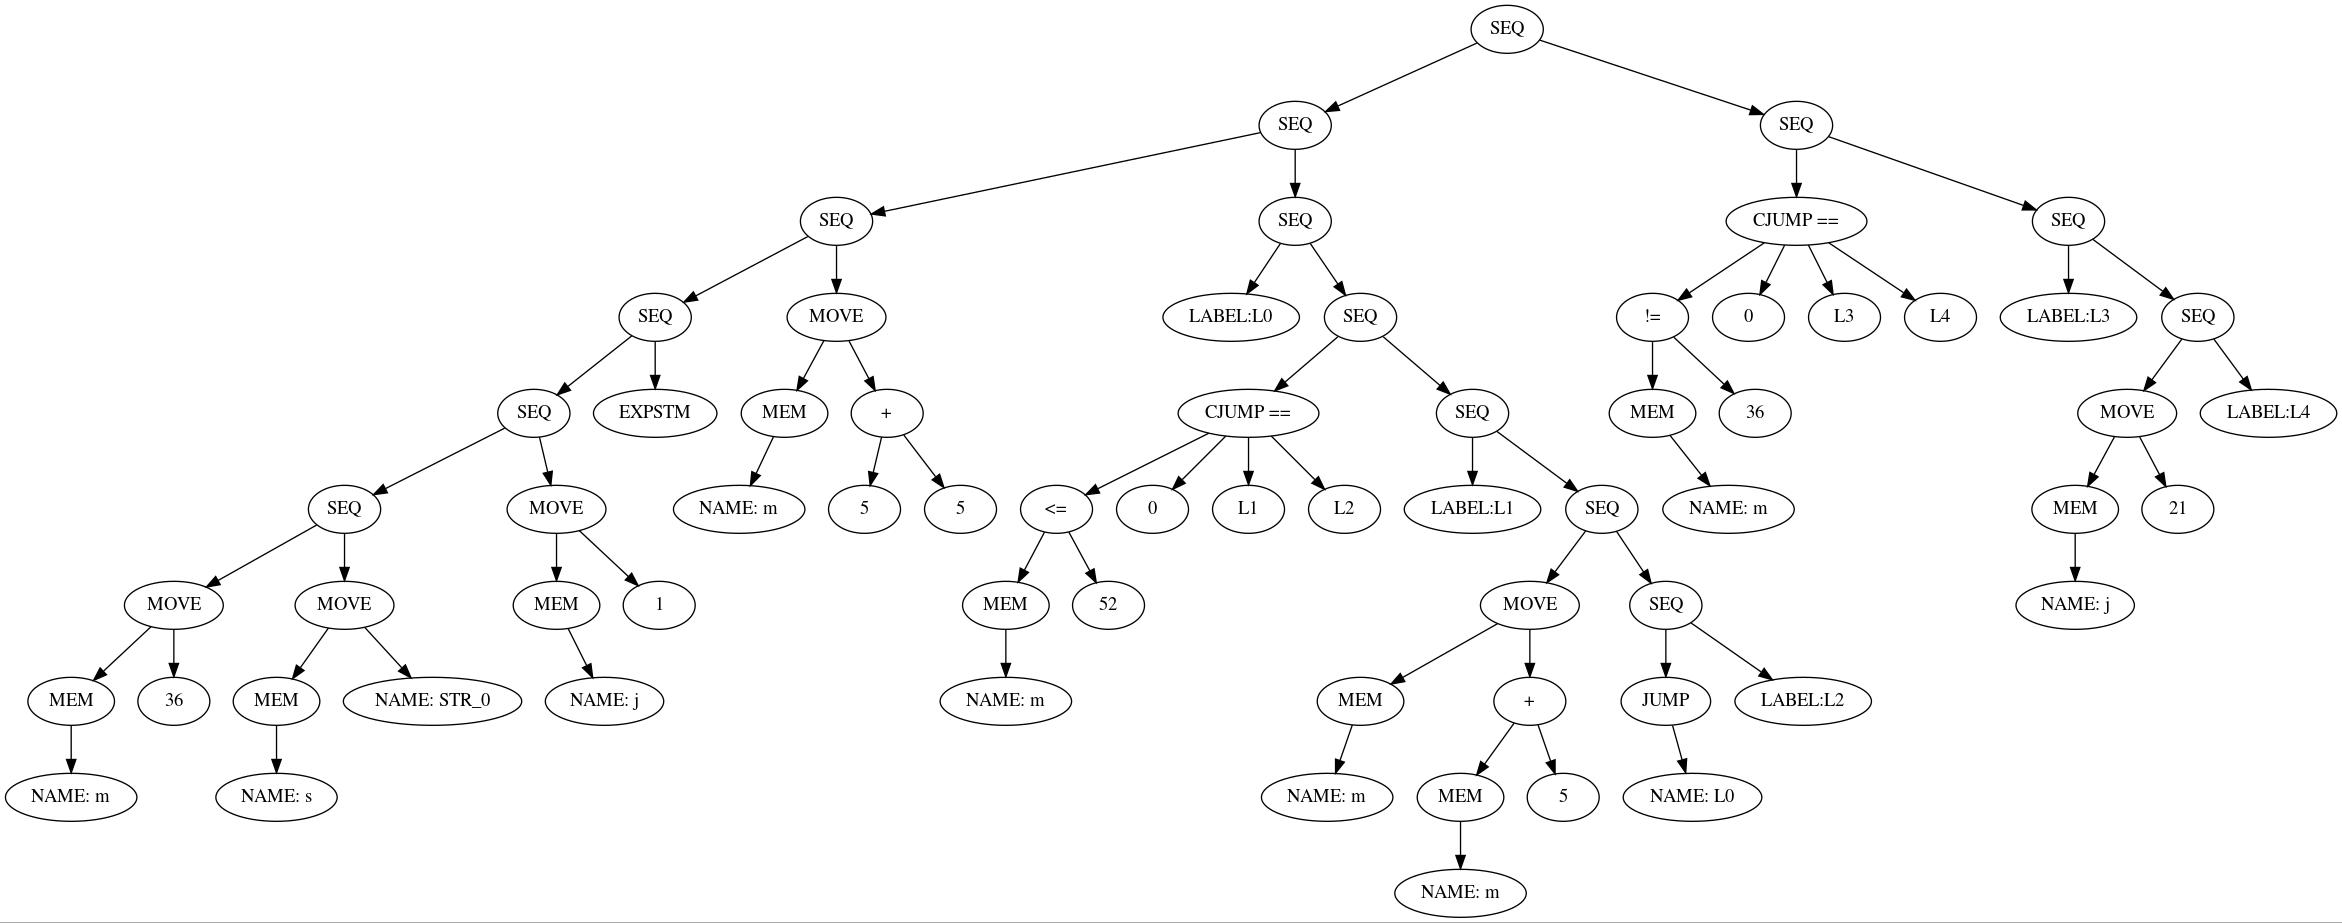 SEQ
SEQ
SEQ
SEQ
SEQ
CJUMP ==
SEQ
SEQ
MOVE
LABEL:L0
SEQ
!=
0
L3
L4
LABEL:L3
SEQ
SEQ
EXPSTM
MEM
+
CJUMP ==
SEQ
MEM
36
MOVE
LABEL:L4
SEQ
MOVE
NAME: m
5
5
<=
0
L1
L2
LABEL:L1
SEQ
NAME: m
MEM
21
MOVE
MOVE
MEM
1
MEM
52
MOVE
SEQ
NAME: j
MEM
36
MEM
NAME: STR_0
NAME: j
NAME: m
MEM
+
JUMP
LABEL:L2
NAME: m
NAME: s
NAME: m
MEM
5
NAME: L0
NAME: m